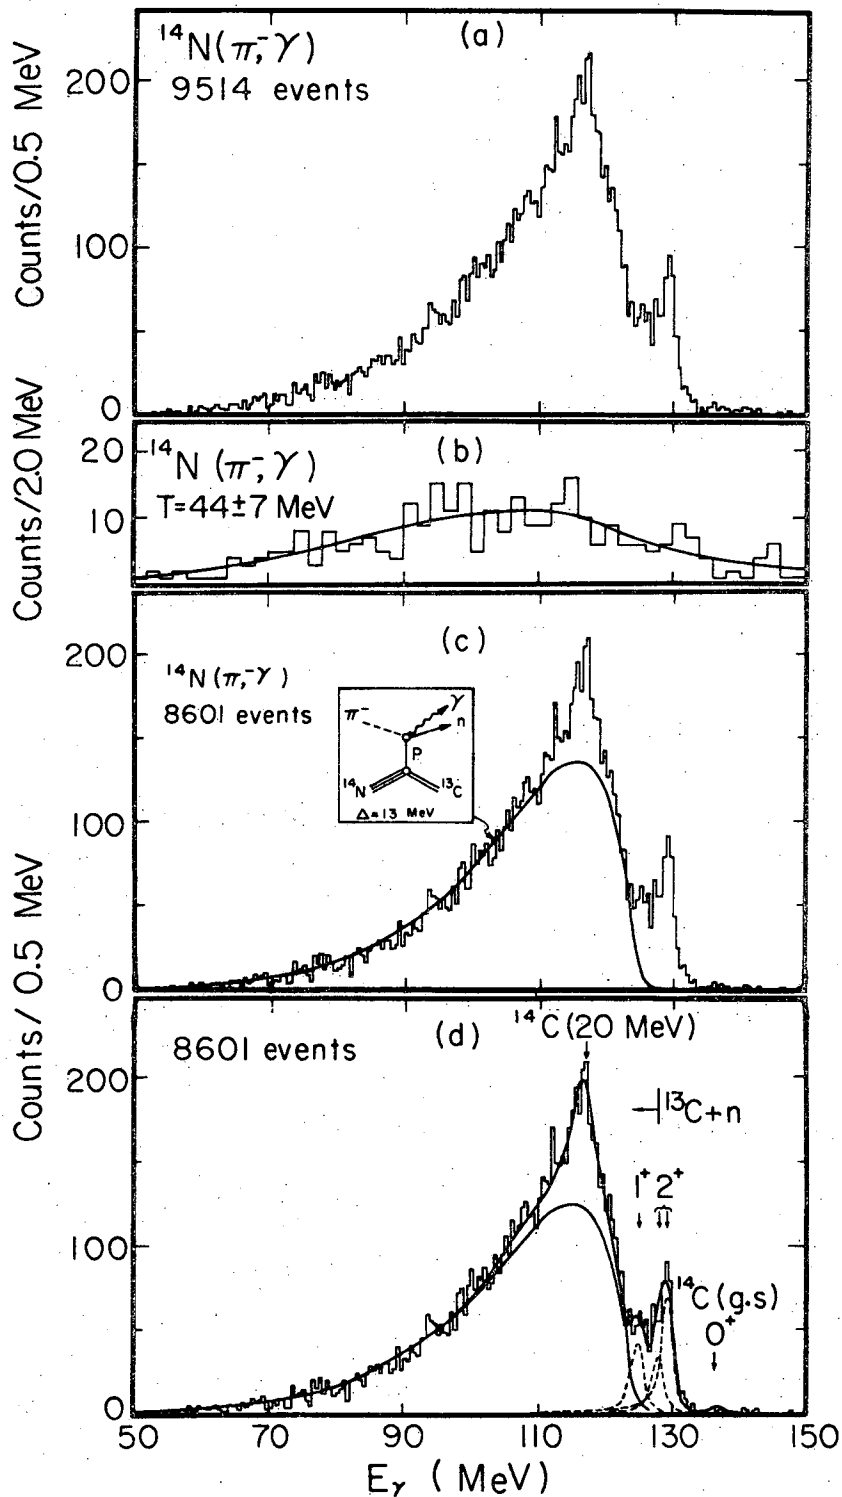 (a)
¹⁴N(π⁻,γ)
9514 events
Counts/0.5 MeV
200
100
0
(b)
¹⁴N (π⁻,γ)
T=44±7 MeV
Counts/2.0 MeV
20
10
(c)
¹⁴N(π,⁻γ)
8601 events
200
100
0
π⁻
γ
n
P
¹⁴N
¹³C
Δ=13 MeV
Counts/ 0.5 MeV
(d)
8601 events
¹⁴C(20 MeV)
¹³C+n
1⁺
2⁺
¹⁴C(g.s)
0⁺
200
100
0
50 70 90 110 130 150
Eγ ( MeV)